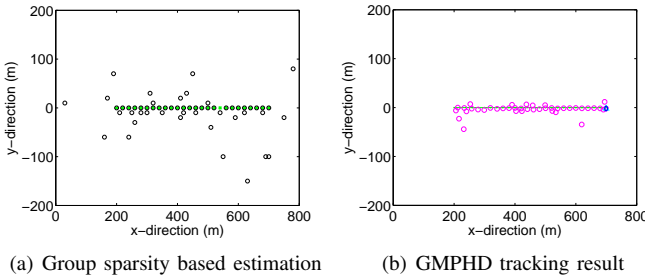 200
100
0
−100
−200
y−direction (m)
0 200 400 600 800
x−direction (m)
(a) Group sparsity based estimation
200
100
0
−100
−200
y−direction (m)
0 200 400 600 800
x−direction (m)
(b) GMPHD tracking result